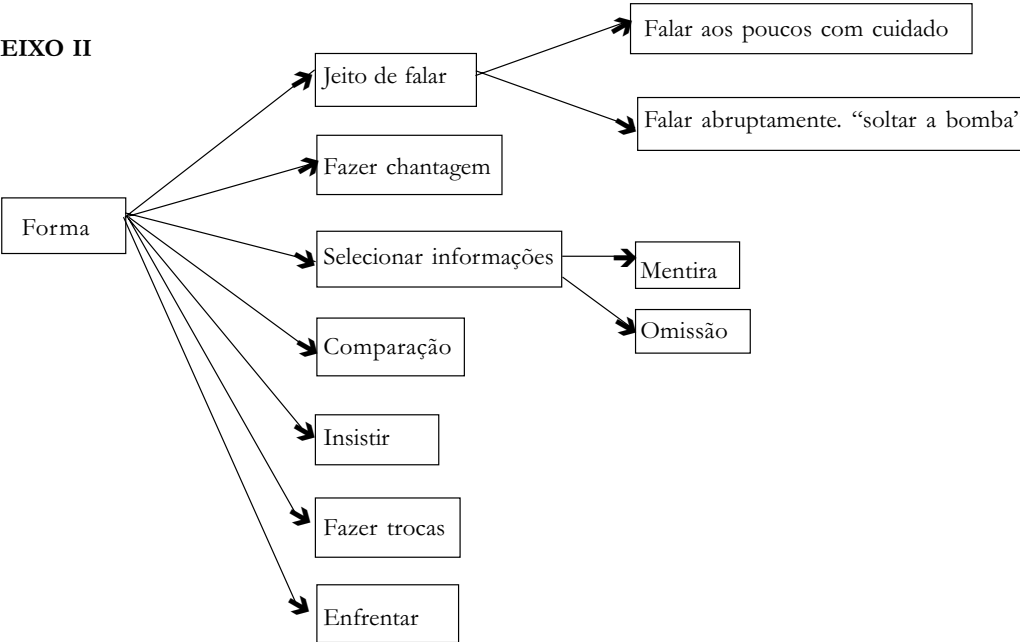 EIXO II
Forma
Jeito de falar
Falar aos poucos com cuidado
Falar abruptamente. “soltar a bomba’
Fazer chantagem
Selecionar informações
Mentira
Omissão
Comparação
Insistir
Fazer trocas
Enfrentar